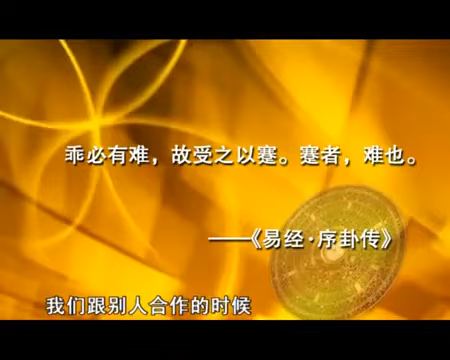 乖必有难，故受之以蹇。蹇者，难也。
——《易经·序卦传》
我们跟别人合作的时候